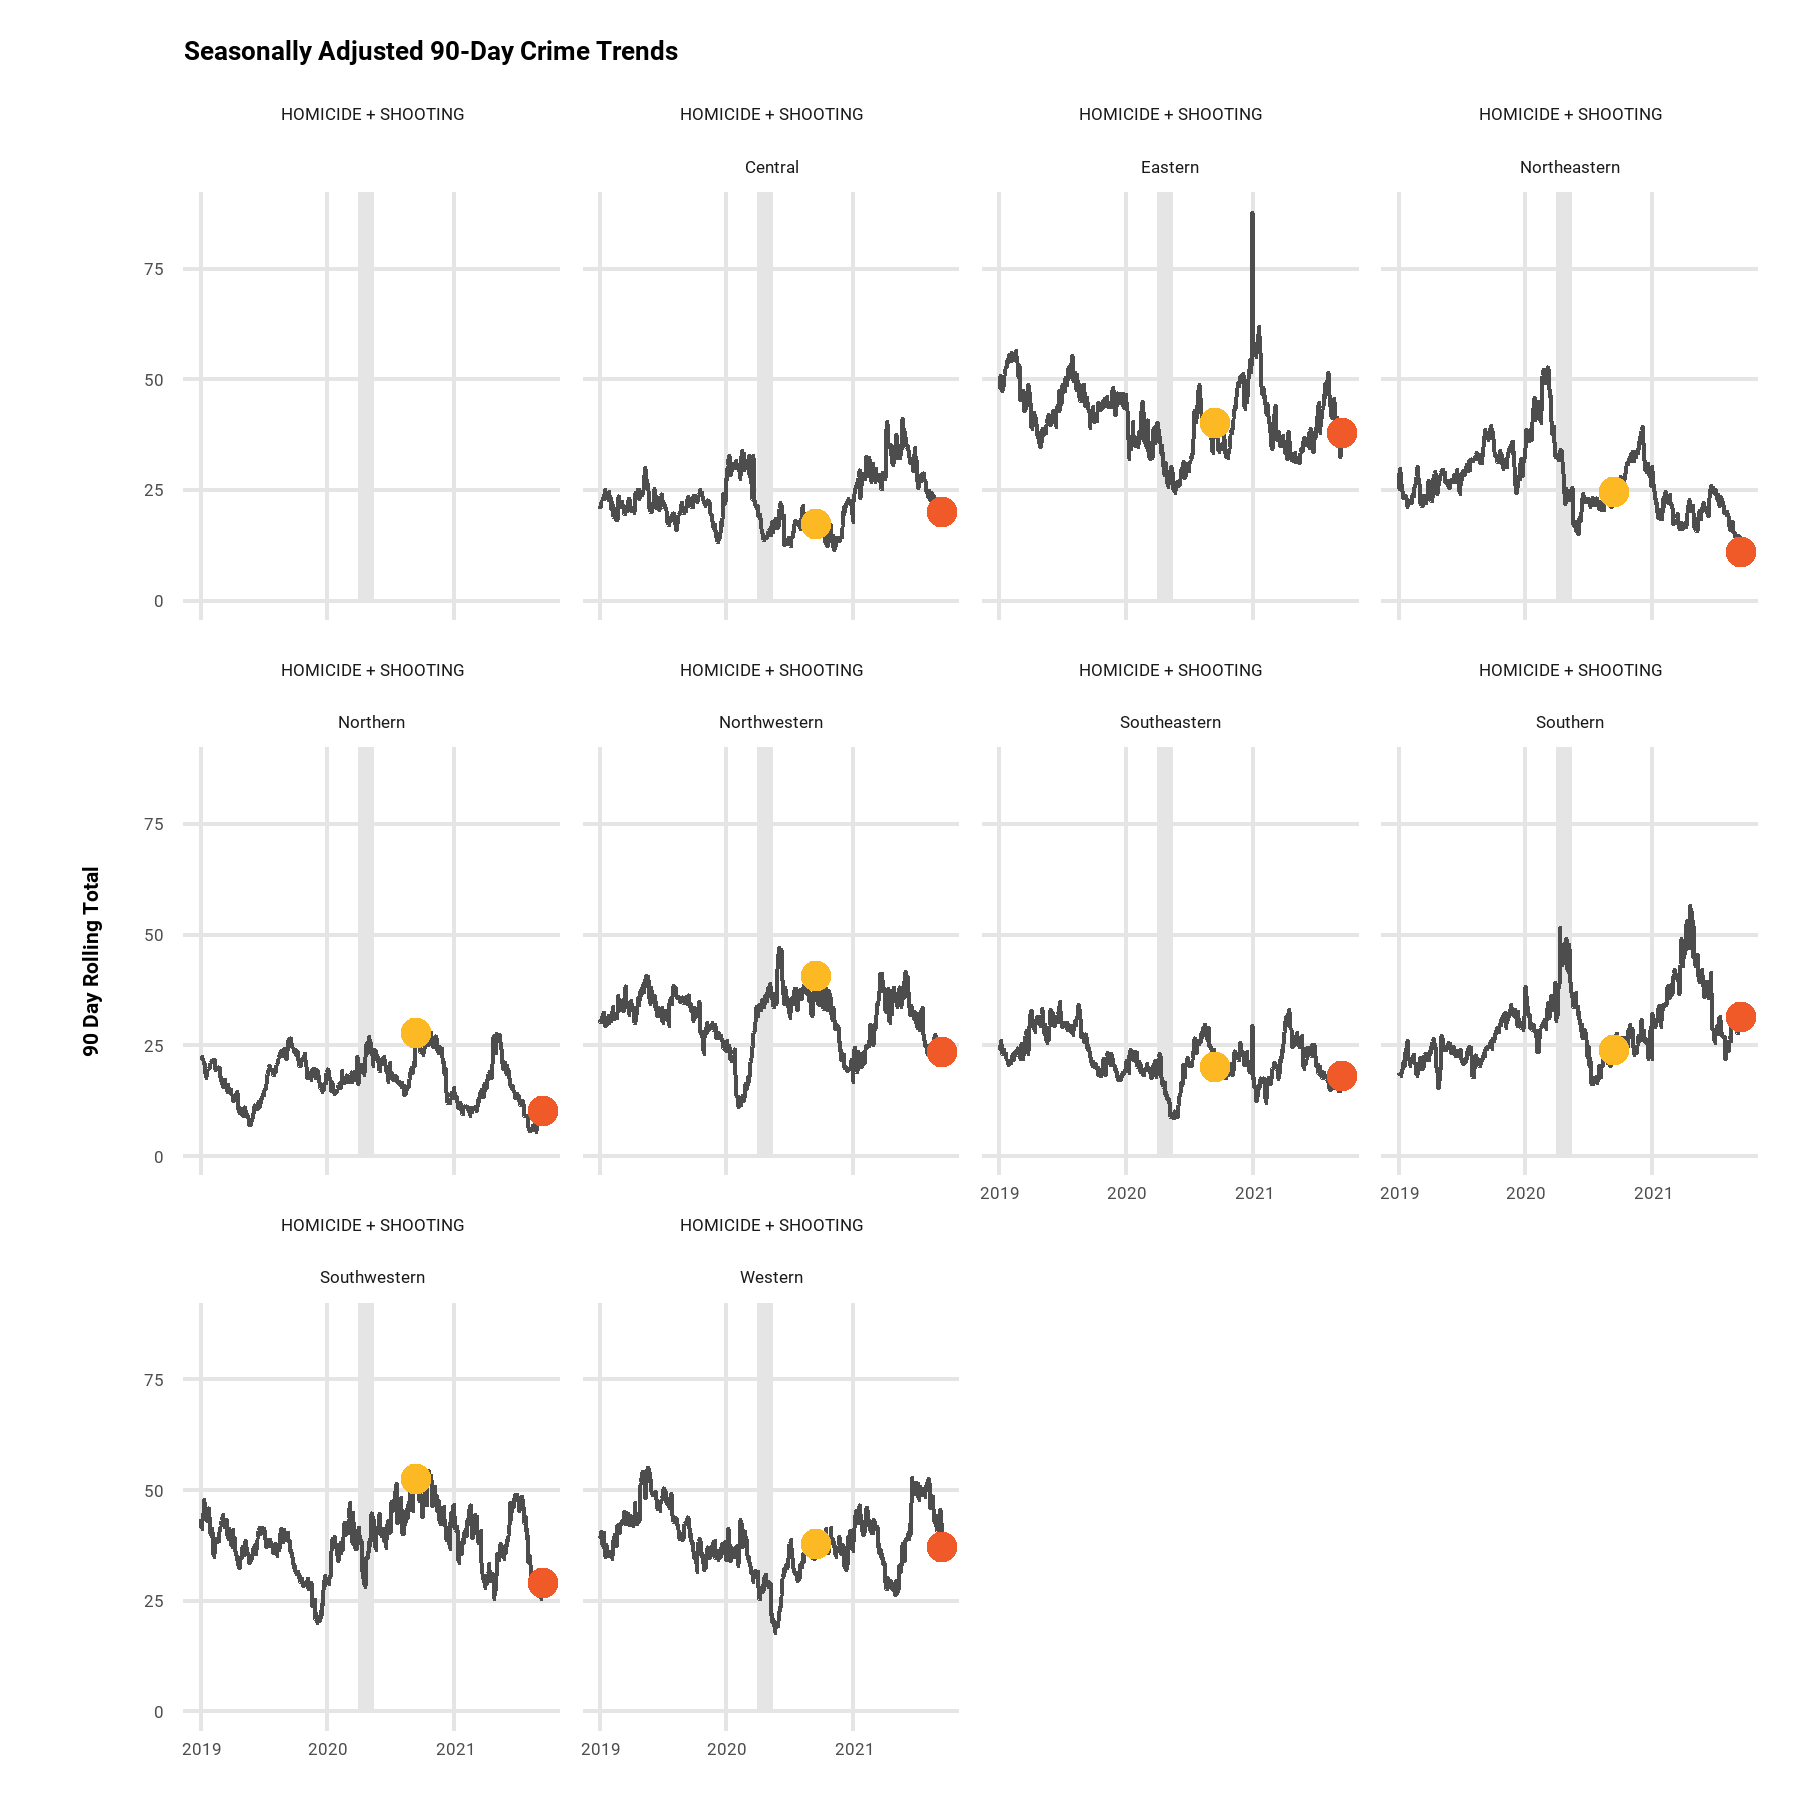 Seasonally Adjusted 90-Day Crime Trends
HOMICIDE + SHOOTING
HOMICIDE + SHOOTING
HOMICIDE + SHOOTING
HOMICIDE + SHOOTING
Central
Eastern
Northeastern
75
50
25
0
HOMICIDE + SHOOTING
HOMICIDE + SHOOTING
HOMICIDE + SHOOTING
HOMICIDE + SHOOTING
Northern
Northwestern
Southeastern
Southern
90 Day Rolling Total
75
50
25
0
2019 2020 2021
2019 2020 2021
HOMICIDE + SHOOTING
HOMICIDE + SHOOTING
Southwestern
Western
75
50
25
0
2019 2020 2021
2019 2020 2021